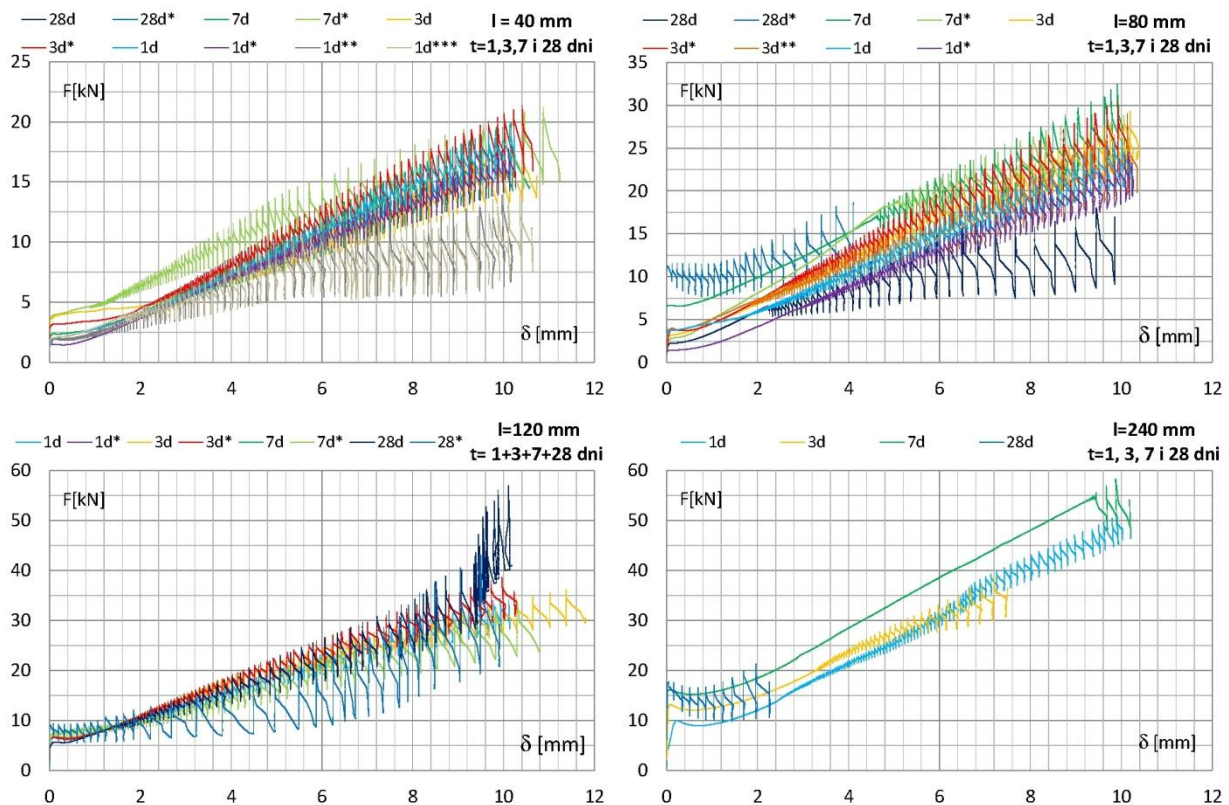 28d 28d* 7d 7d* 3d l = 40 mm
3d* 1d 1d* 1d** 1d*** t=1,3,7 i 28 dni
F[kN]
25
20
15
10
5
0
δ [mm]
0 2 4 6 8 10 12
28d 28d* 7d 7d* 3d l=80 mm
3d* 3d** 1d 1d* t=1,3,7 i 28 dni
F[kN]
35
30
25
20
15
10
5
0
δ [mm]
0 2 4 6 8 10 12
1d 1d* 3d 3d* 7d 7d* 28d 28* l=120 mm
t= 1+3+7+28 dni
F[kN]
60
50
40
30
20
10
0
δ [mm]
0 2 4 6 8 10 12
1d 3d 7d 28d l=240 mm
t=1, 3, 7 i 28 dni
F[kN]
60
50
40
30
20
10
0
δ [mm]
0 2 4 6 8 10 12